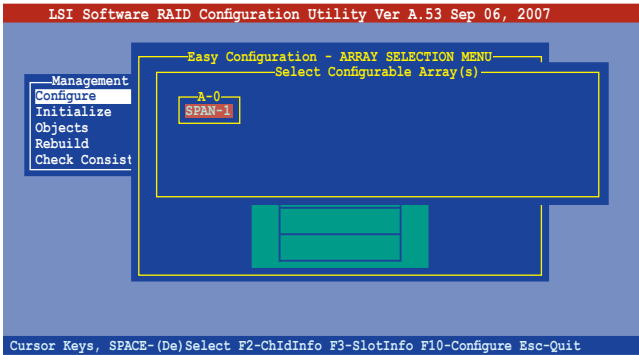 LSI Software RAID Configuration Utility Ver A.53 Sep 06, 2007
Easy Configuration - ARRAY SELECTION MENU
Select Configurable Array(s)
Management
Configure
Initialize
Objects
Rebuild
Check Consist
A-0
SPAN-1
Cursor Keys, SPACE-(De)Select F2-ChIdInfo F3-SlotInfo F10-Configure Esc-Quit